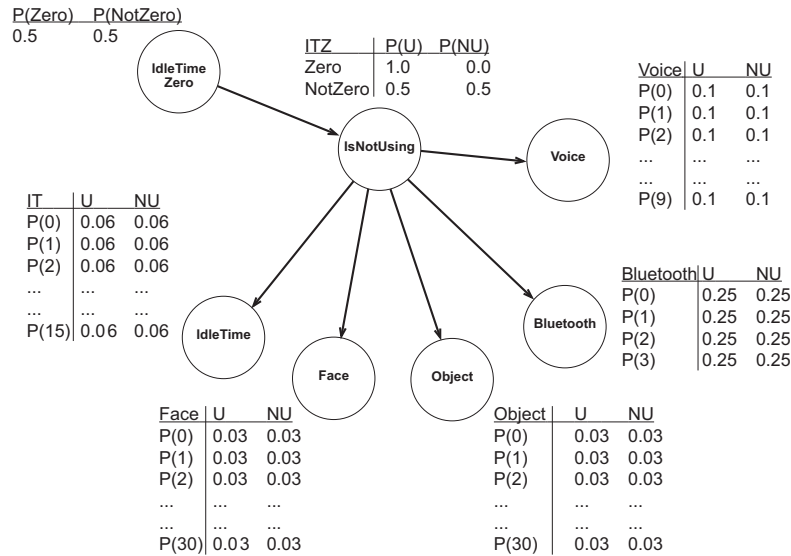 P(Zero) P(NotZero)
0.5 0.5
IdleTime
Zero
ITZ P(U) P(NU)
Zero 1.0 0.0
NotZero 0.5 0.5
IsNotUsing
Voice
Voice U NU
P(0) 0.1 0.1
P(1) 0.1 0.1
P(2) 0.1 0.1
... ... ...
... ... ...
P(9) 0.1 0.1
IT U NU
P(0) 0.06 0.06
P(1) 0.06 0.06
P(2) 0.06 0.06
... ... ...
... ... ...
P(15) 0.06 0.06
IdleTime
Face
Object
Bluetooth
Bluetooth U NU
P(0) 0.25 0.25
P(1) 0.25 0.25
P(2) 0.25 0.25
P(3) 0.25 0.25
Face U NU
P(0) 0.03 0.03
P(1) 0.03 0.03
P(2) 0.03 0.03
... ... ...
... ... ...
P(30) 0.03 0.03
Object U NU
P(0) 0.03 0.03
P(1) 0.03 0.03
P(2) 0.03 0.03
... ... ...
... ... ...
P(30) 0.03 0.03